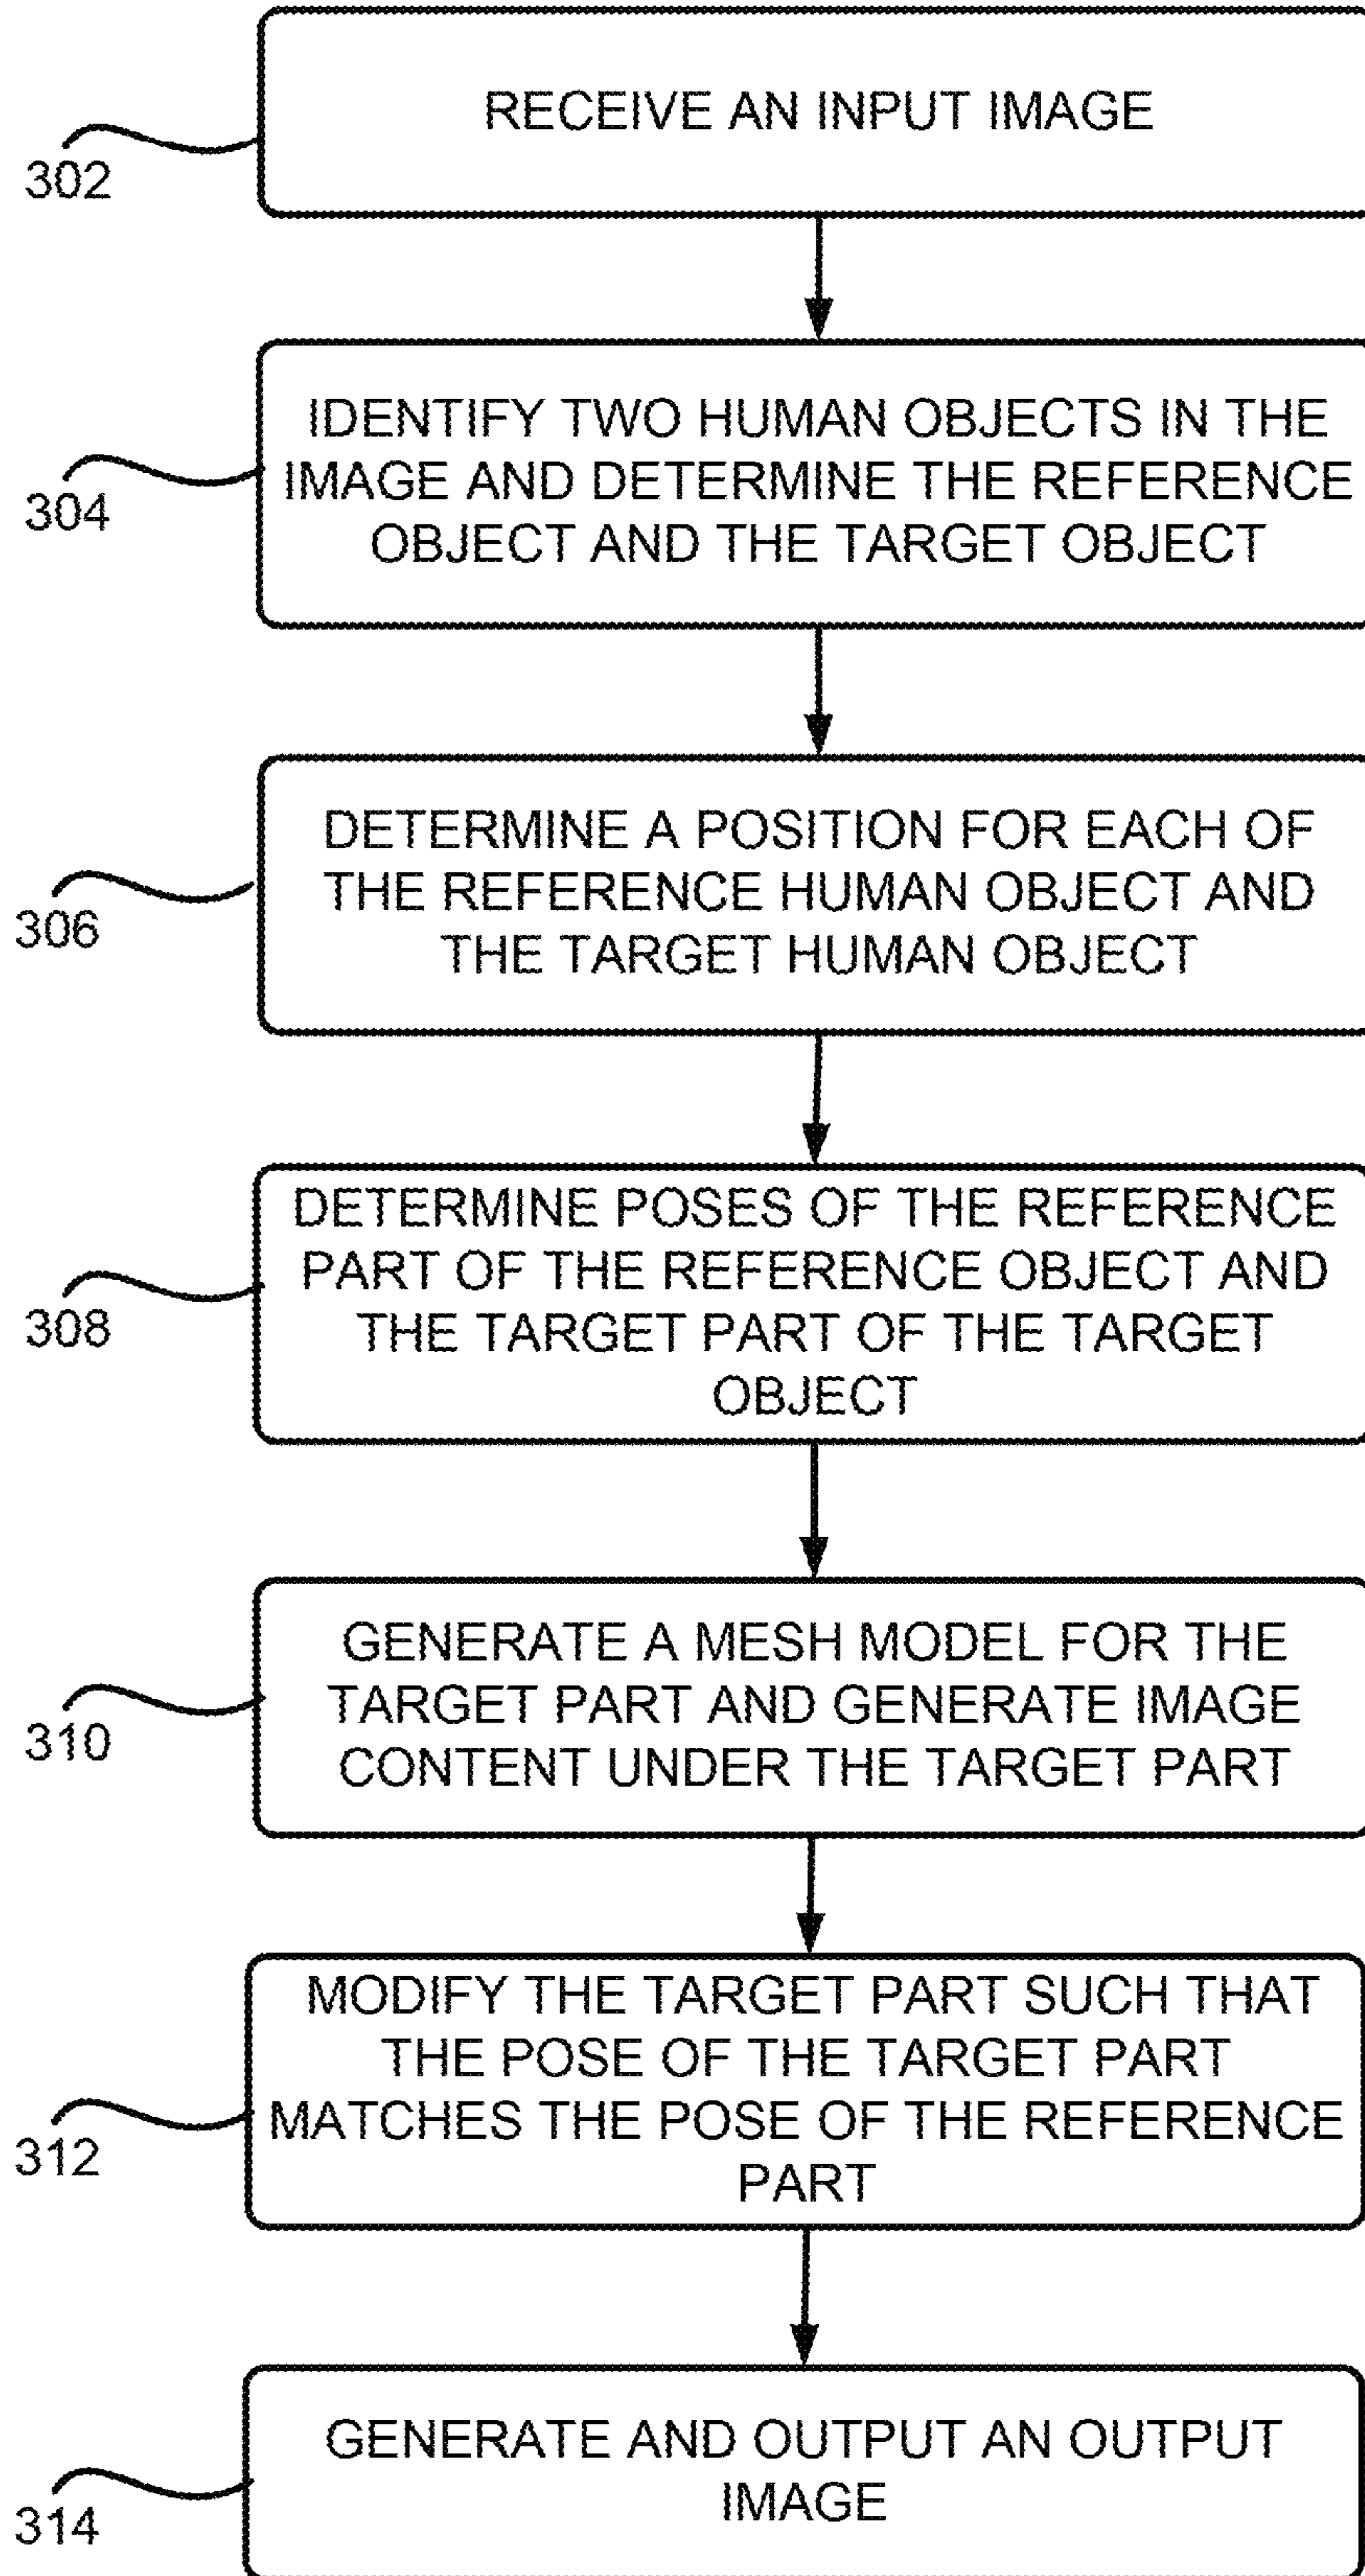 RECEIVE AN INPUT IMAGE
302
IDENTIFY TWO HUMAN OBJECTS IN THE
IMAGE AND DETERMINE THE REFERENCE
OBJECT AND THE TARGET OBJECT
304
DETERMINE A POSITION FOR EACH OF
THE REFERENCE HUMAN OBJECT AND
THE TARGET HUMAN OBJECT
306
DETERMINE POSES OF THE REFERENCE
PART OF THE REFERENCE OBJECT AND
THE TARGET PART OF THE TARGET
OBJECT
308
GENERATE A MESH MODEL FOR THE
TARGET PART AND GENERATE IMAGE
CONTENT UNDER THE TARGET PART
310
MODIFY THE TARGET PART SUCH THAT
THE POSE OF THE TARGET PART
MATCHES THE POSE OF THE REFERENCE
PART
312
GENERATE AND OUTPUT AN OUTPUT
IMAGE
314